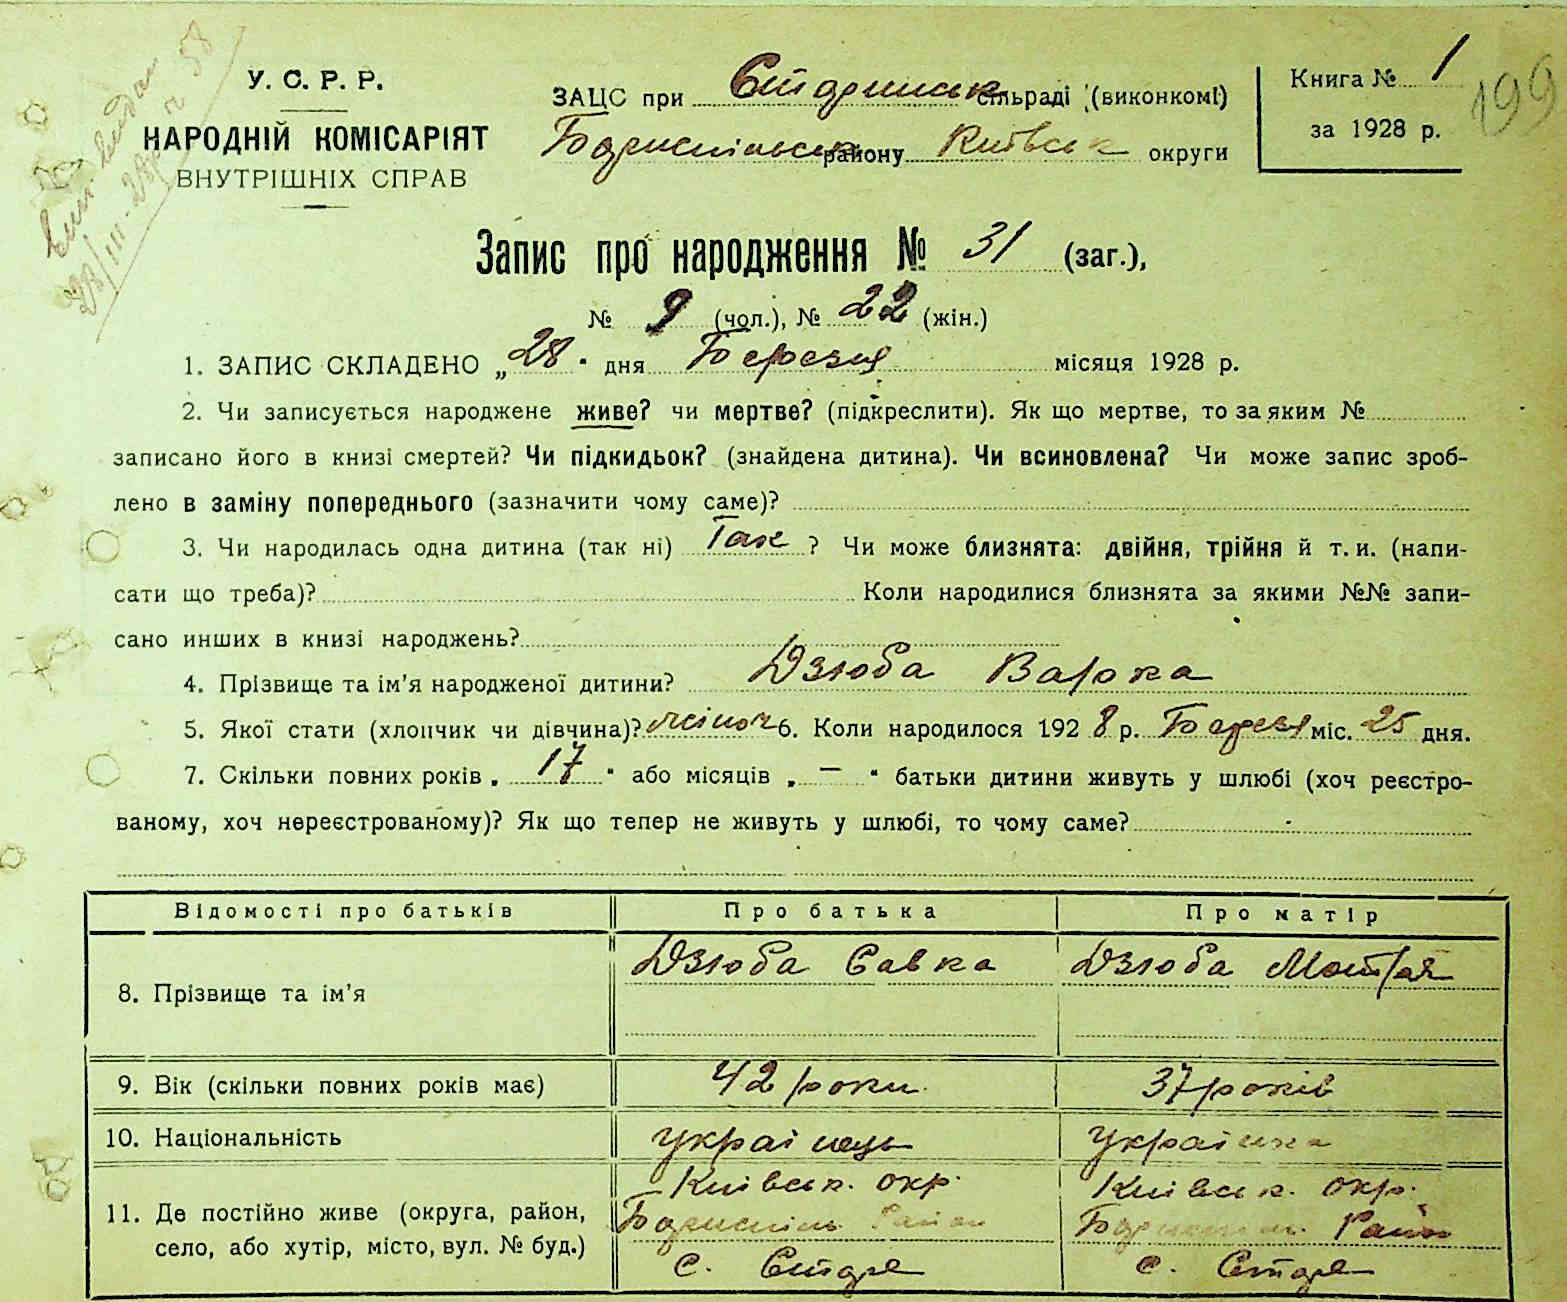 У. С. Р. Р.
НАРОДНІЙ КОМІСАРІЯТ
ВНУТРІШНІХ СПРАВ
ЗАЦС при Старинськ сільраді (виконкомі)
Бориспільськ району Київськ округи
Книга № 1
за 1928 р.
199
Запис про народження № 31 (заг.),
№ 9 (чол.), № 22 (жін.)
1. ЗАПИС СКЛАДЕНО „28" дня Березня місяця 1928 р.
2. Чи записується народжене живе? чи мертве? (підкреслити). Як що мертве, то за яким №
записано його в книзі смертей? Чи підкидьок? (знайдена дитина). Чи всиновлена? Чи може запис зроб-
лено в заміну попереднього (зазначити чому саме)?
3. Чи народилась одна дитина (так ні) Так ? Чи може близнята: двійня, трійня й т. и. (напи-
сати що треба)? Коли народилися близнята за якими №№ запи-
сано инших в книзі народжень?
4. Прізвище та ім'я народженої дитини? Дзюба Варка
5. Якої стати (хлопчик чи дівчина)? жіноч 6. Коли народилося 1928 р. Березня міс. 25 дня.
7. Скільки повних років „ 17 " або місяців „ — " батьки дитини живуть у шлюбі (хоч реєстро-
ваному, хоч нереєстрованому)? Як що тепер не живуть у шлюбі, то чому саме?
Відомості про батьків Про батька Про матір
8. Прізвище та ім'я Дзюба Савка Дзюба Мотря
9. Вік (скільки повних років має) 42 роки 37 років
10. Національність українець Українка
11. Де постійно живе (округа, район, село, або хутір, місто, вул. № буд.) Київськ. окр. Київськ. окр.
Бориспіль Район Бориспіль Район
с. Старе с. Старе